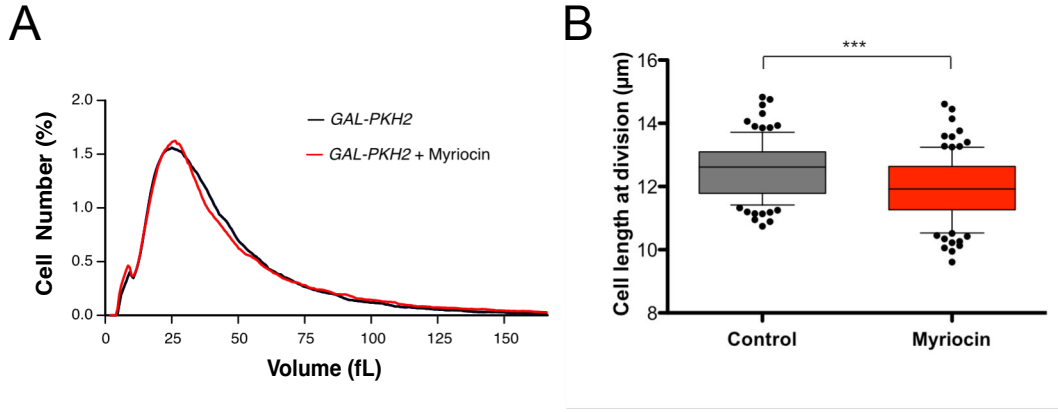 A
Cell Number (%)
2.0
1.5
1.0
0.5
0.0
GAL-PKH2
GAL-PKH2 + Myriocin
0 25 50 75 100 125 150
Volume (fL)
B
Cell length at division (μm)
16
14
12
10
8
***
Control Myriocin